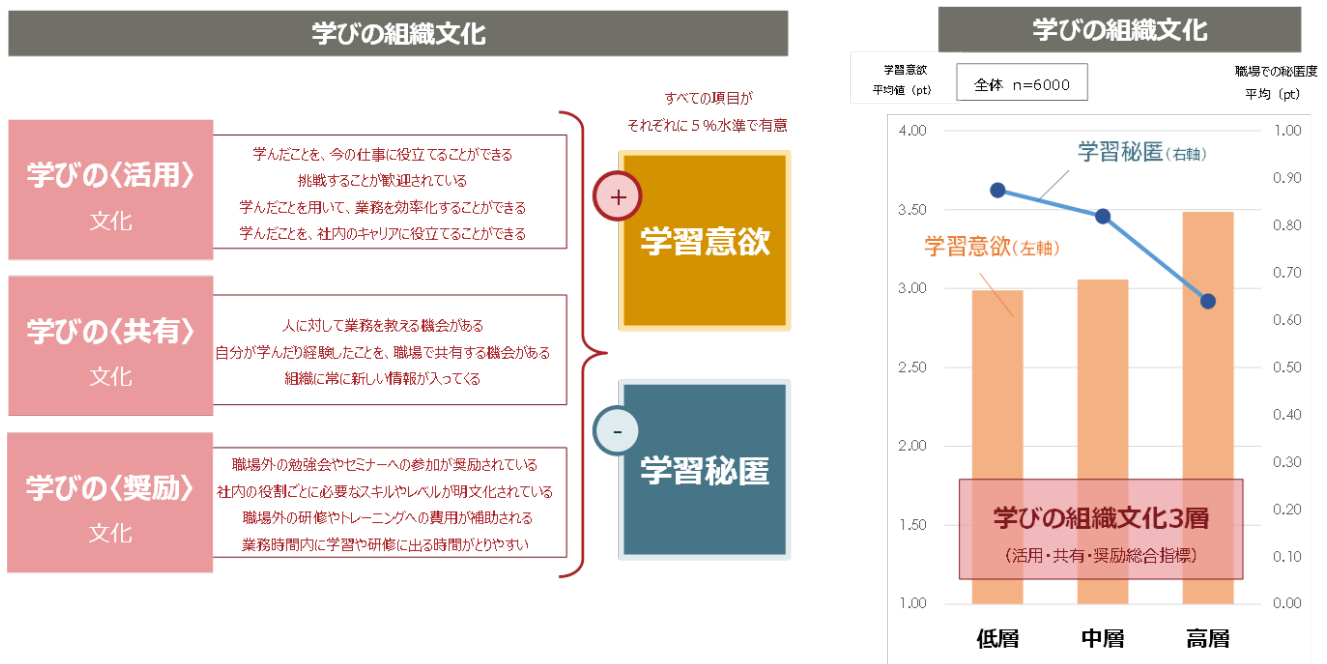 学びの組織文化
すべての項目が
それぞれに５%水準で有意
学びの〈活用〉
文化
学んだことを、今の仕事に役立てることができる
挑戦することが歓迎されている
学んだことを用いて、業務を効率化することができる
学んだことを、社内のキャリアに役立てることができる
学びの〈共有〉
文化
人に対して業務を教える機会がある
自分が学んだり経験したことを、職場で共有する機会がある
組織に常に新しい情報が入ってくる
学びの〈奨励〉
文化
職場外の勉強会やセミナーへの参加が奨励されている
社内の役割ごとに必要なスキルやレベルが明文化されている
職場外の研修やトレーニングへの費用が補助される
業務時間内に学習や研修に出る時間がとりやすい
+
学習意欲
-
学習秘匿
学びの組織文化
学習意欲
平均値（pt）
全体 n=6000
職場での秘匿度
平均（pt）
4.00
3.50
3.00
2.50
2.00
1.50
1.00
1.00
0.90
0.80
0.70
0.60
0.50
0.40
0.30
0.20
0.10
0.00
学習秘匿(右軸)
学習意欲(左軸)
学びの組織文化3層
（活用・共有・奨励総合指標）
低層
中層
高層